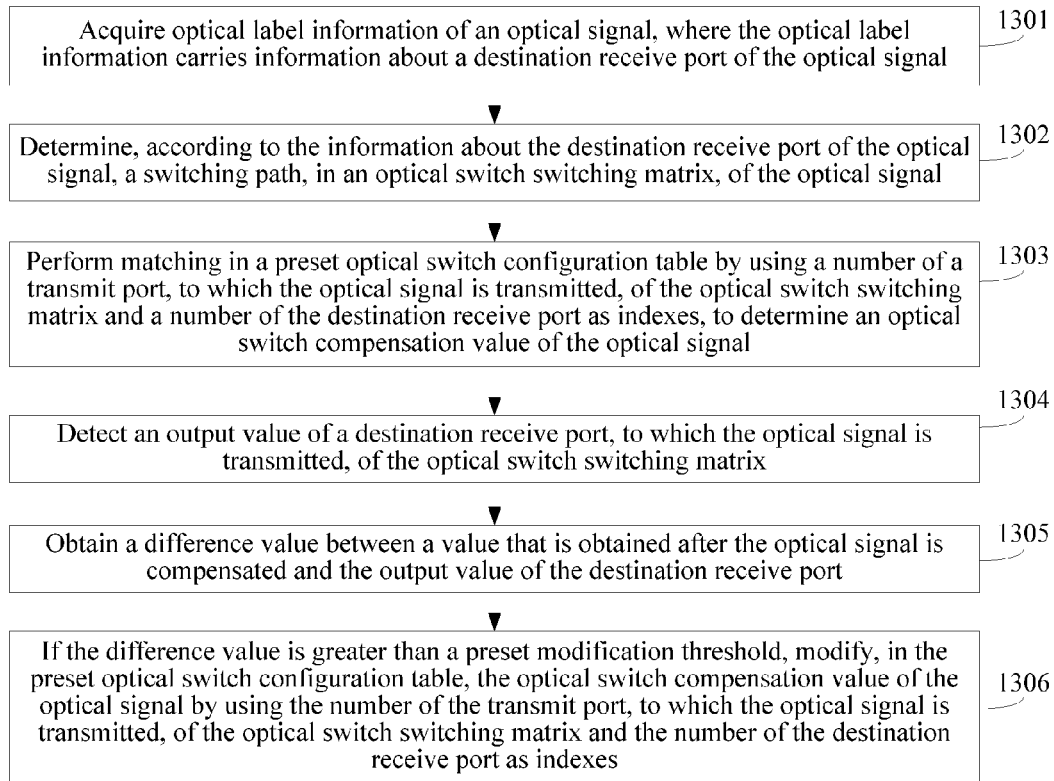 Acquire optical label information of an optical signal, where the optical label
information carries information about a destination receive port of the optical signal
1301
Determine, according to the information about the destination receive port of the optical
signal, a switching path, in an optical switch switching matrix, of the optical signal
1302
Perform matching in a preset optical switch configuration table by using a number of a
transmit port, to which the optical signal is transmitted, of the optical switch switching
matrix and a number of the destination receive port as indexes, to determine an optical
switch compensation value of the optical signal
1303
Detect an output value of a destination receive port, to which the optical signal is
transmitted, of the optical switch switching matrix
1304
Obtain a difference value between a value that is obtained after the optical signal is
compensated and the output value of the destination receive port
1305
If the difference value is greater than a preset modification threshold, modify, in the
preset optical switch configuration table, the optical switch compensation value of the
optical signal by using the number of the transmit port, to which the optical signal is
transmitted, of the optical switch switching matrix and the number of the destination
receive port as indexes
1306